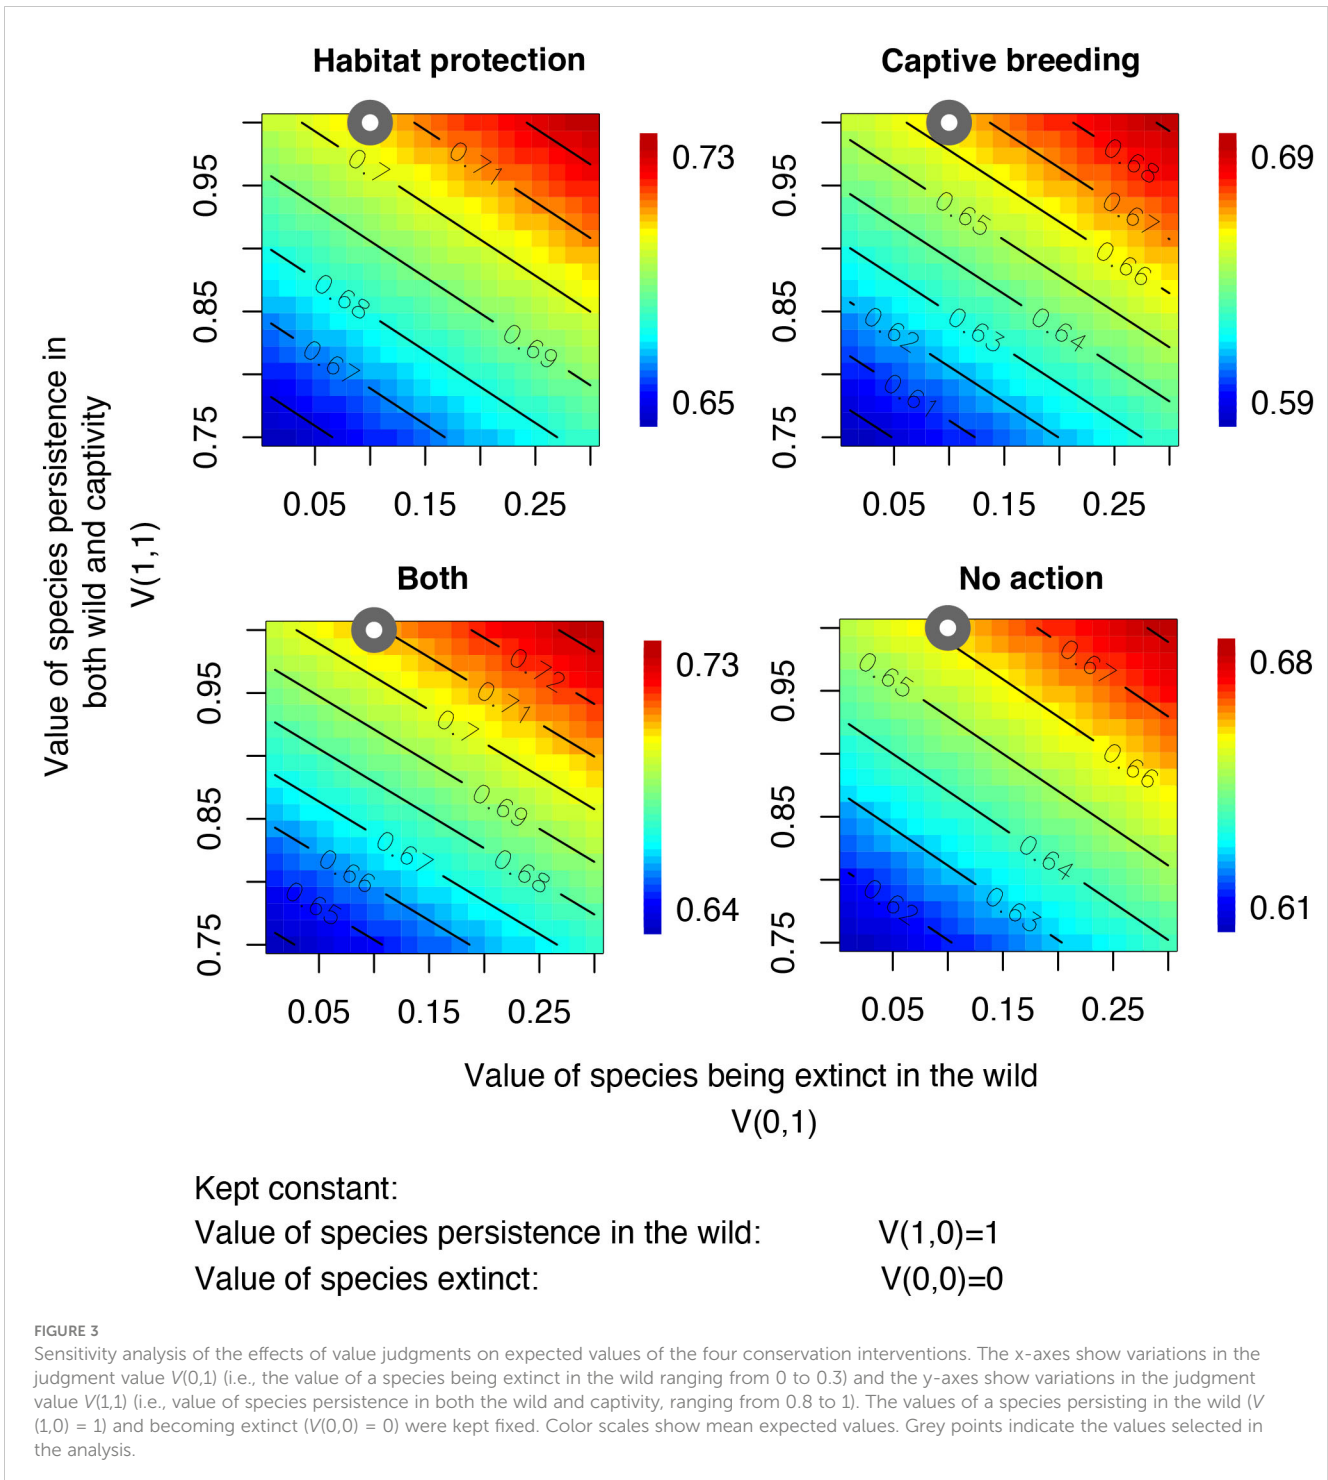 Habitat protection
Captive breeding
0.7
0.71
0.68
0.67
0.69
0.95
0.85
0.75
0.05 0.15 0.25
0.73
0.65
0.68
0.67
0.66
0.65
0.64
0.63
0.62
0.61
0.95
0.85
0.75
0.05 0.15 0.25
0.69
0.59
Value of species persistence in
both wild and captivity
V(1,1)
Both
No action
0.72
0.71
0.7
0.69
0.68
0.67
0.66
0.65
0.95
0.85
0.75
0.05 0.15 0.25
0.73
0.64
0.67
0.66
0.65
0.64
0.63
0.62
0.95
0.85
0.75
0.05 0.15 0.25
0.68
0.61
Value of species being extinct in the wild
V(0,1)
Kept constant:
Value of species persistence in the wild: V(1,0)=1
Value of species extinct: V(0,0)=0
FIGURE 3
Sensitivity analysis of the effects of value judgments on expected values of the four conservation interventions. The x-axes show variations in the
judgment value V(0,1) (i.e., the value of a species being extinct in the wild ranging from 0 to 0.3) and the y-axes show variations in the judgment
value V(1,1) (i.e., value of species persistence in both the wild and captivity, ranging from 0.8 to 1). The values of a species persisting in the wild (V
(1,0) = 1) and becoming extinct (V(0,0) = 0) were kept fixed. Color scales show mean expected values. Grey points indicate the values selected in
the analysis.